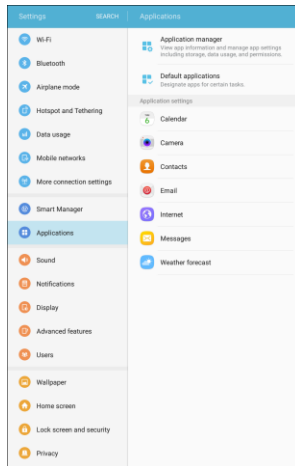 Settings
SEARCH
Wi-Fi
Bluetooth
Airplane mode
Hotspot and Tethering
Data usage
Mobile networks
More connection settings
Smart Manager
Applications
Sound
Notifications
Display
Advanced features
Users
Wallpaper
Home screen
Lock screen and security
Privacy
Applications
Application manager
View app information and manage app settings
including storage, data usage, and permissions.
Default applications
Designate apps for certain tasks.
Application settings
6
Calendar
Camera
Contacts
Email
Internet
Messages
Weather forecast